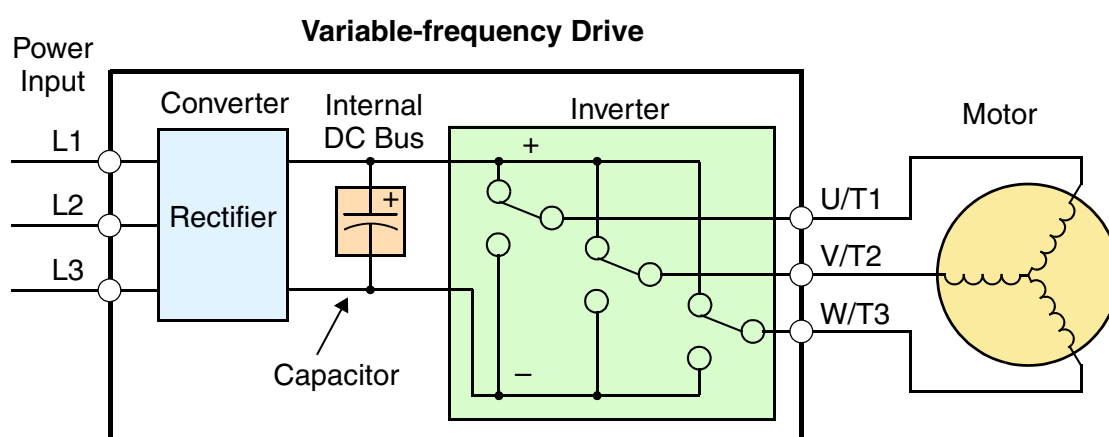 Variable-frequency Drive
Power
Input
Converter
Internal
DC Bus
Inverter
Motor
L1
L2
L3
Rectifier
+
+
U/T1
V/T2
W/T3
Capacitor
–